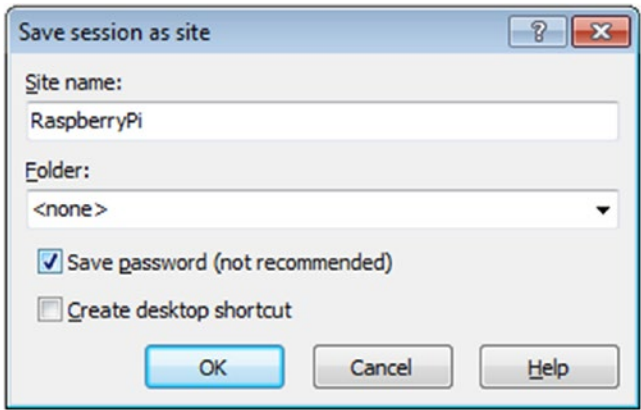 Save session as site
?
Site name:
RaspberryPi
Folder:
<none>
Save password (not recommended)
Create desktop shortcut
OK Cancel Help